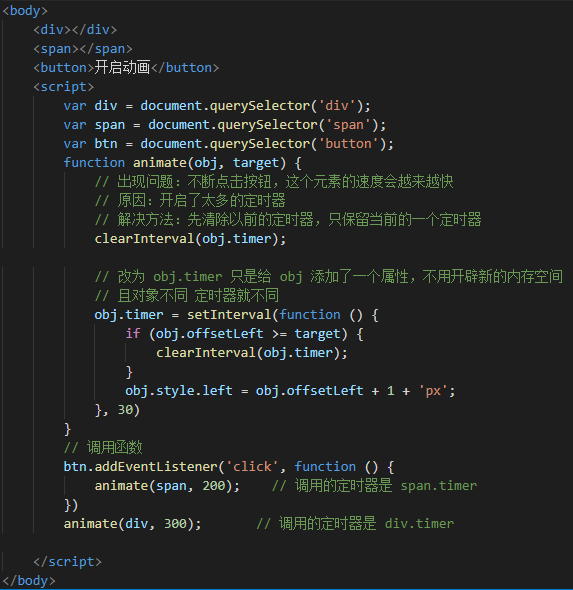 <body>
    <div></div>
    <span></span>
    <button>开启动画</button>
    <script>
        var div = document.querySelector('div');
        var span = document.querySelector('span');
        var btn = document.querySelector('button');
        function animate(obj, target) {
            // 出现问题：不断点击按钮，这个元素的速度会越来越快
            // 原因：开启了太多的定时器
            // 解决方法：先清除以前的定时器，只保留当前的一个定时器
            clearInterval(obj.timer);

            // 改为 obj.timer 只是给 obj 添加了一个属性，不用开辟新的内存空间
            // 且对象不同 定时器就不同
            obj.timer = setInterval(function () {
                if (obj.offsetLeft >= target) {
                    clearInterval(obj.timer);
                }
                obj.style.left = obj.offsetLeft + 1 + 'px';
            }, 30)
        }
        // 调用函数
        btn.addEventListener('click', function () {
            animate(span, 200);    // 调用的定时器是 span.timer
        })
        animate(div, 300);       // 调用的定时器是 div.timer

    </script>
</body>